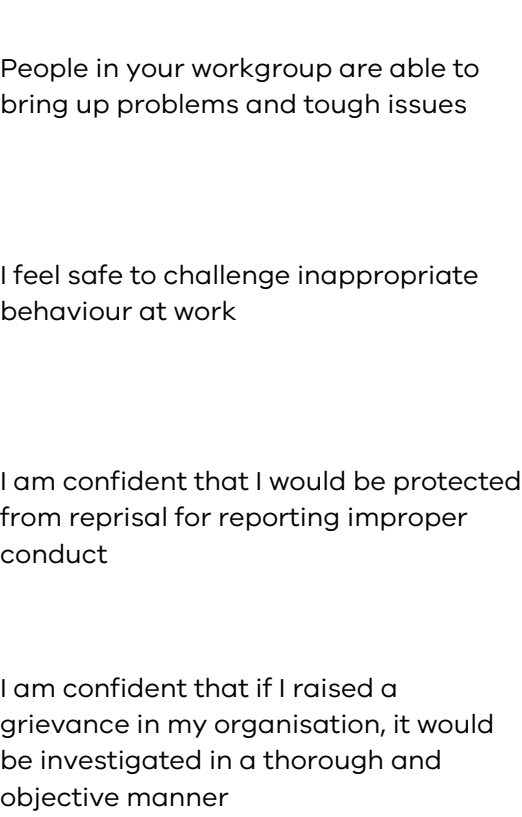 People in your workgroup are able to
bring up problems and tough issues
I feel safe to challenge inappropriate
behaviour at work
I am confident that I would be protected
from reprisal for reporting improper
conduct
I am confident that if I raised a
grievance in my organisation, it would
be investigated in a thorough and
objective manner